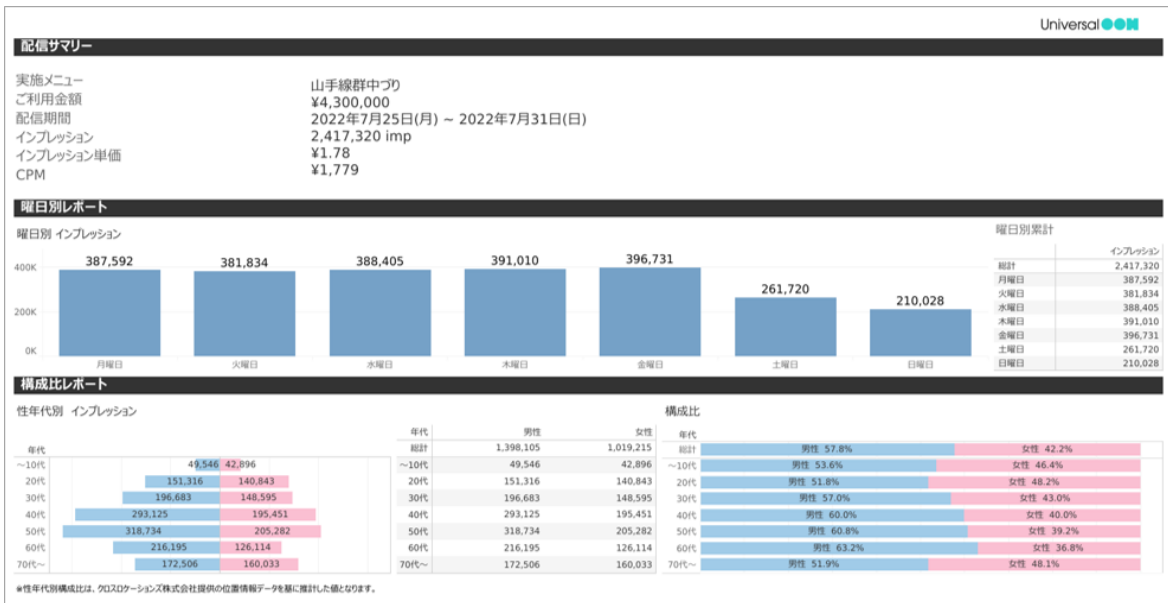 Universal OOH
配信サマリー
実施メニュー 山手線群中づり
ご利用金額 ¥4,300,000
配信期間 2022年7月25日(月) ~ 2022年7月31日(日)
インプレッション 2,417,320 imp
インプレッション単価 ¥1.78
CPM ¥1,779
曜日別レポート
曜日別 インプレッション
400K
200K
0K
387,592 381,834 388,405 391,010 396,731 261,720 210,028
月曜日 火曜日 水曜日 木曜日 金曜日 土曜日 日曜日
曜日別累計
インプレッション
総計 2,417,320
月曜日 387,592
火曜日 381,834
水曜日 388,405
木曜日 391,010
金曜日 396,731
土曜日 261,720
日曜日 210,028
構成比レポート
性年代別 インプレッション
年代
～10代 49,546 42,896
20代 151,316 140,843
30代 196,683 148,595
40代 293,125 195,451
50代 318,734 205,282
60代 216,195 126,114
70代～ 172,506 160,033
年代 男性 女性
総計 1,398,105 1,019,215
～10代 49,546 42,896
20代 151,316 140,843
30代 196,683 148,595
40代 293,125 195,451
50代 318,734 205,282
60代 216,195 126,114
70代～ 172,506 160,033
構成比
年代
総計 男性 57.8% 女性 42.2%
～10代 男性 53.6% 女性 46.4%
20代 男性 51.8% 女性 48.2%
30代 男性 57.0% 女性 43.0%
40代 男性 60.0% 女性 40.0%
50代 男性 60.8% 女性 39.2%
60代 男性 63.2% 女性 36.8%
70代～ 男性 51.9% 女性 48.1%
※性年代別構成比は、クロスロケーションズ株式会社提供の位置情報データを基に推計した値となります。